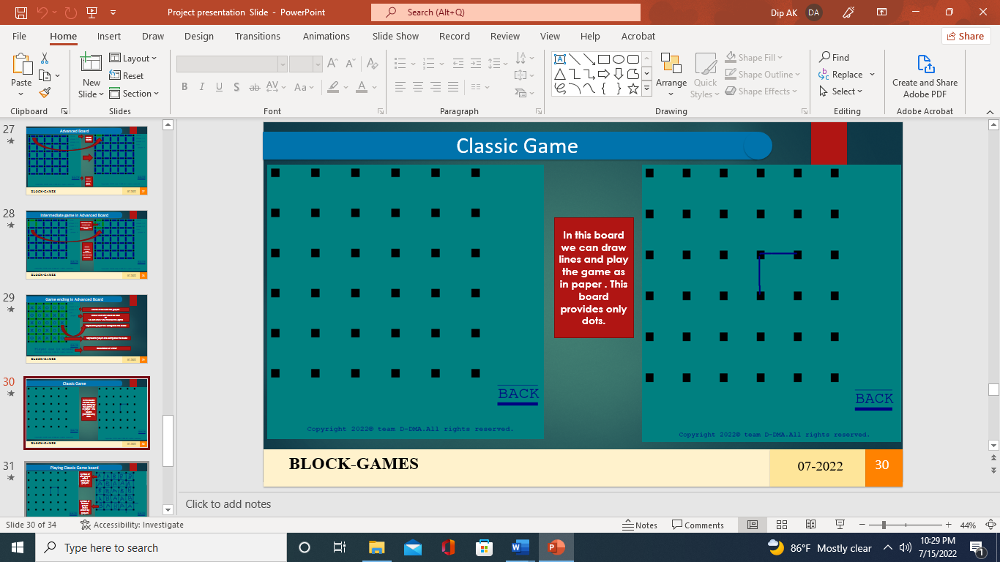 Project presentation Slide - PowerPoint
Search (Alt+Q)
Dip AK
DA
File Home Insert Draw Design Transitions Animations Slide Show Record Review View Help Acrobat
Share
Paste
New Slide
Layout
Reset
Section
B I U S ab AV Aa A
Arrange
Quick Styles
Shape Fill
Shape Outline
Shape Effects
Find
Replace
Select
Create and Share Adobe PDF
Clipboard Slides Font Paragraph Drawing Editing Adobe Acrobat
27
Advanced Board
BLOCK-GAMES
28
Intermediate game in Advanced Board
BLOCK-GAMES
29
Game ending in Advanced Board
BLOCK-GAMES
30
Classic Game
BLOCK-GAMES
31
Playing Classic Game board
Classic Game
In this board
we can draw
lines and play
the game as
in paper . This
board
provides only
dots.
BACK
Copyright 2022© team D-DMA.All rights reserved.
BACK
Copyright 2022© team D-DMA.All rights reserved.
BLOCK-GAMES
07-2022
30
Click to add notes
Slide 30 of 34
Accessibility: Investigate
Notes
Comments
44%
Type here to search
86°F Mostly clear
10:29 PM
7/15/2022
1